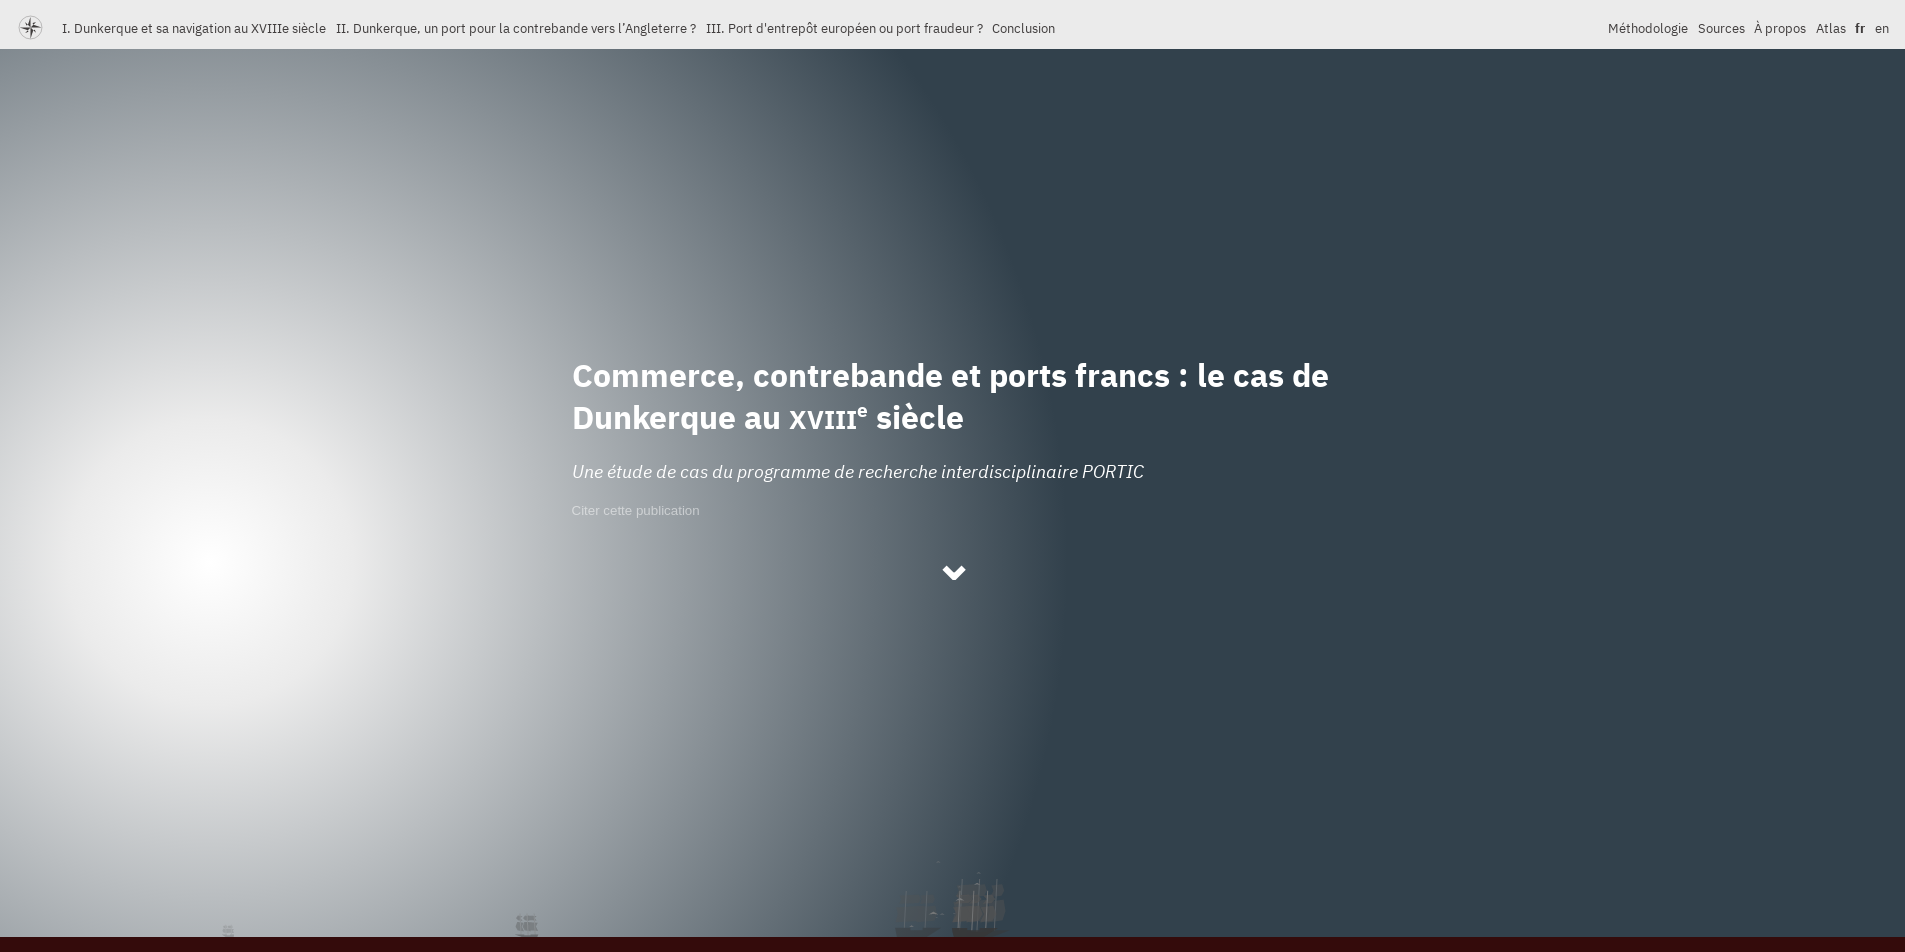 I. Dunkerque et sa navigation au XVIIIe siècle II. Dunkerque, un port pour la contrebande vers l’Angleterre ? III. Port d'entrepôt européen ou port fraudeur ? Conclusion Méthodologie Sources À propos Atlas fr en
Commerce, contrebande et ports francs : le cas de
Dunkerque au XVIIIe siècle
Une étude de cas du programme de recherche interdisciplinaire PORTIC
Citer cette publication